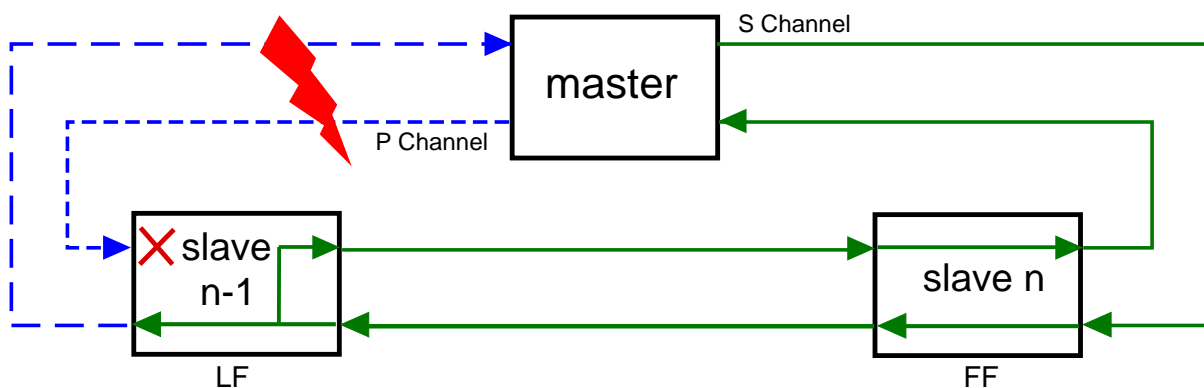 S Channel
master
P Channel
slave
n-1
slave n
LF
FF